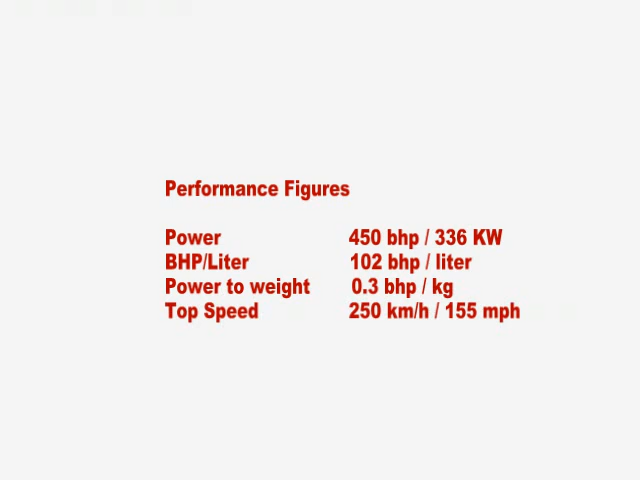 Performance Figures
Power 450 bhp / 336 KW
BHP/Liter 102 bhp / liter
Power to weight 0.3 bhp / kg
Top Speed 250 km/h / 155 mph